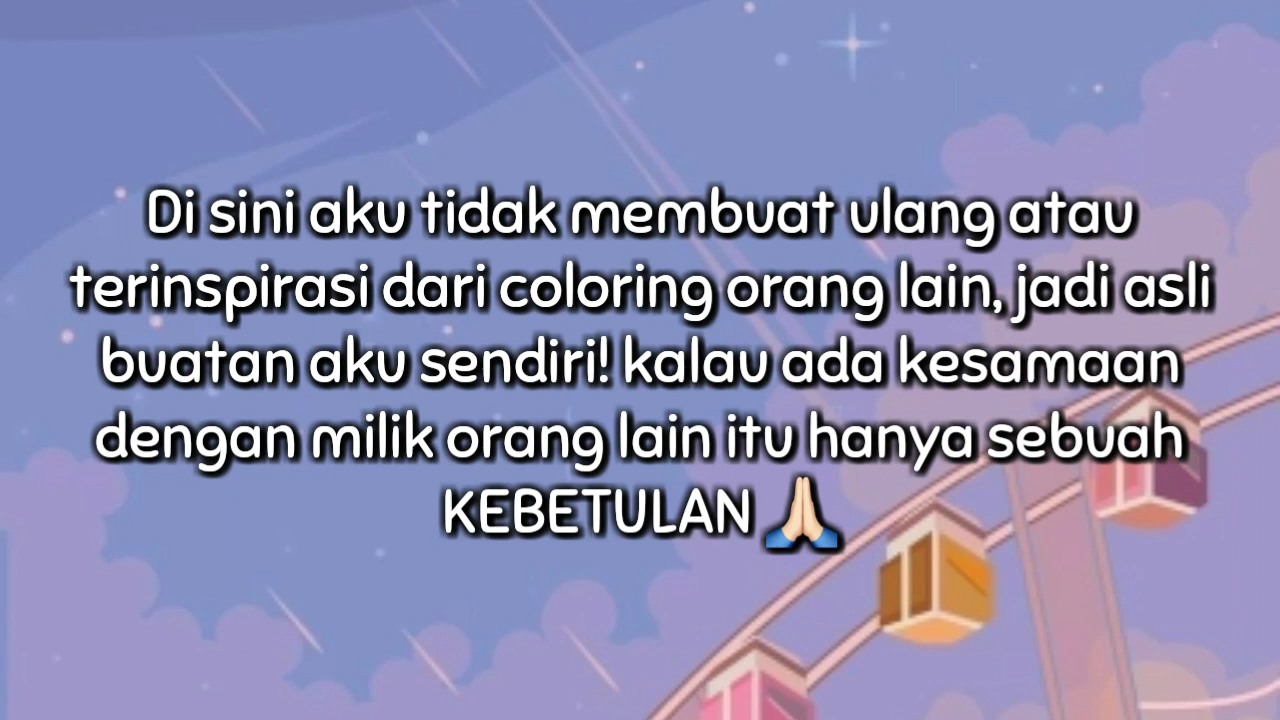 Di sini aku tidak membuat ulang atau
terinspirasi dari coloring orang lain, jadi asli
buatan aku sendiri! kalau ada kesamaan
dengan milik orang lain itu hanya sebuah
KEBETULAN 🙏🏻